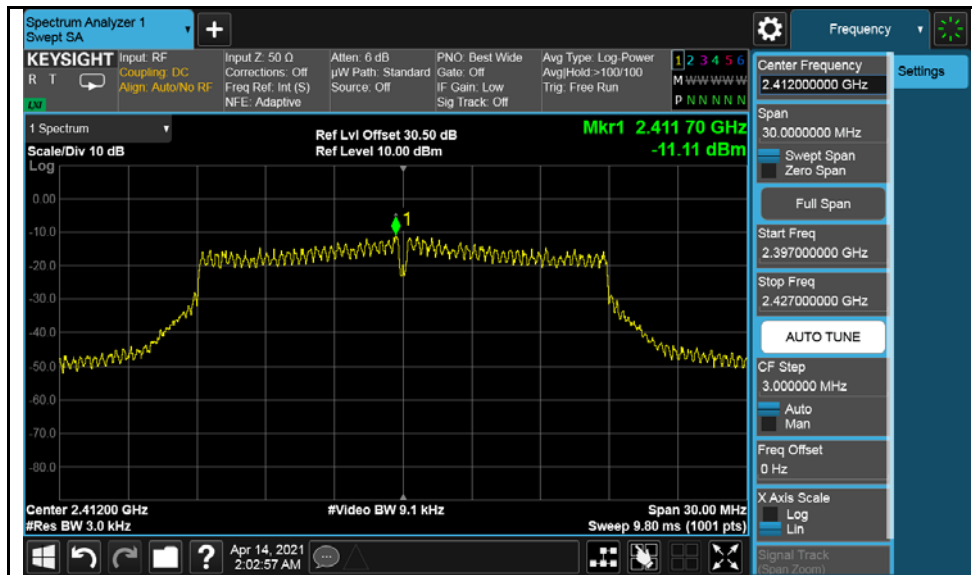 Spectrum Analyzer 1
Swept SA
+
Frequency
KEYSIGHT
R T
LXI
Input: RF
Coupling: DC
Align: Auto/No RF
Input Z: 50 Ω
Corrections: Off
Freq Ref: Int (S)
NFE: Adaptive
Atten: 6 dB
µW Path: Standard
Source: Off
PNO: Best Wide
Gate: Off
IF Gain: Low
Sig Track: Off
Avg Type: Log-Power
Avg|Hold:>100/100
Trig: Free Run
1 2 3 4 5 6
M W W W W W
P N N N N N
1 Spectrum
Scale/Div 10 dB
Log
Ref Lvl Offset 30.50 dB
Ref Level 10.00 dBm
Mkr1 2.411 70 GHz
-11.11 dBm
0.00
-10.0
-20.0
-30.0
-40.0
-50.0
-60.0
-70.0
-80.0
1
Center 2.41200 GHz
#Res BW 3.0 kHz
#Video BW 9.1 kHz
Span 30.00 MHz
Sweep 9.80 ms (1001 pts)
?
Apr 14, 2021
2:02:57 AM
Center Frequency
2.412000000 GHz
Settings
Span
30.0000000 MHz
Swept Span
Zero Span
Full Span
Start Freq
2.397000000 GHz
Stop Freq
2.427000000 GHz
AUTO TUNE
CF Step
3.000000 MHz
Auto
Man
Freq Offset
0 Hz
X Axis Scale
Log
Lin
Signal Track
(Span Zoom)